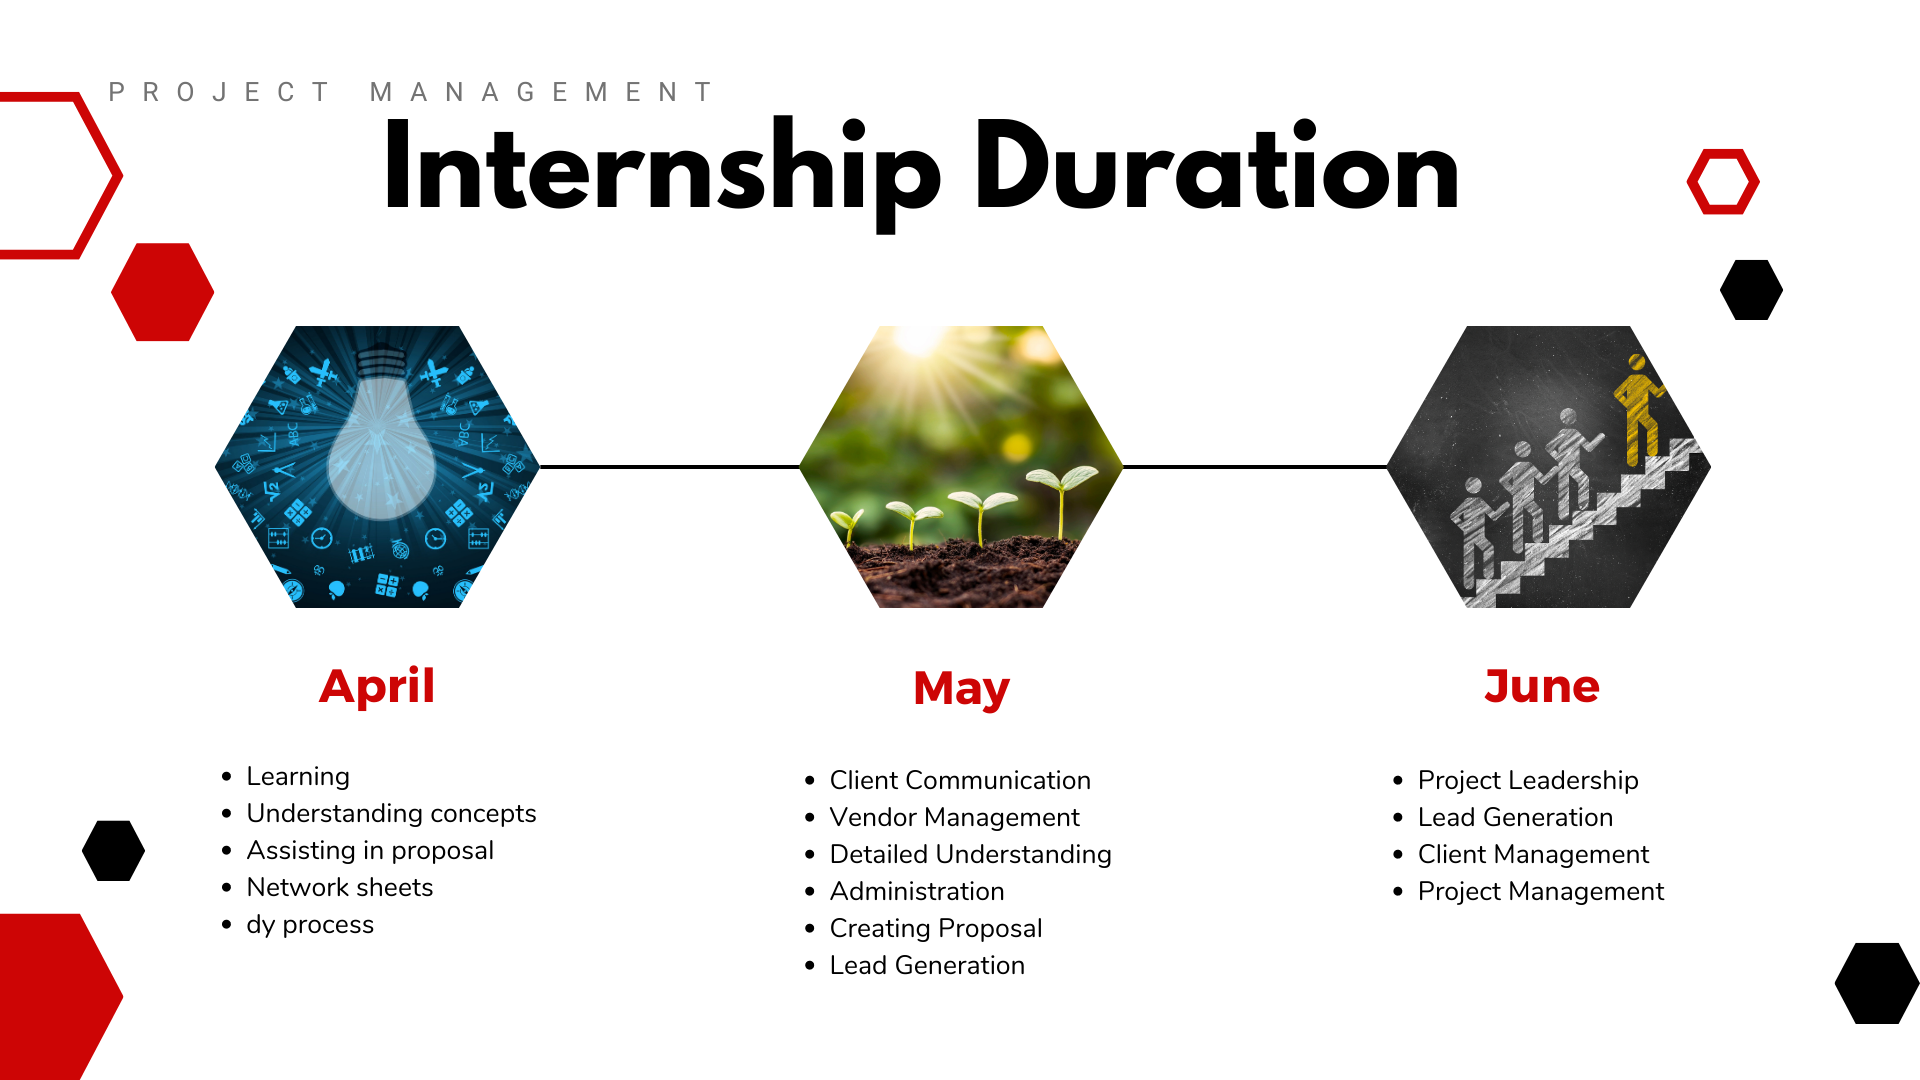 PROJECT MANAGEMENT
Internship Duration
April
• Learning
• Understanding concepts
• Assisting in proposal
• Network sheets
• dy process
May
• Client Communication
• Vendor Management
• Detailed Understanding
• Administration
• Creating Proposal
• Lead Generation
June
• Project Leadership
• Lead Generation
• Client Management
• Project Management